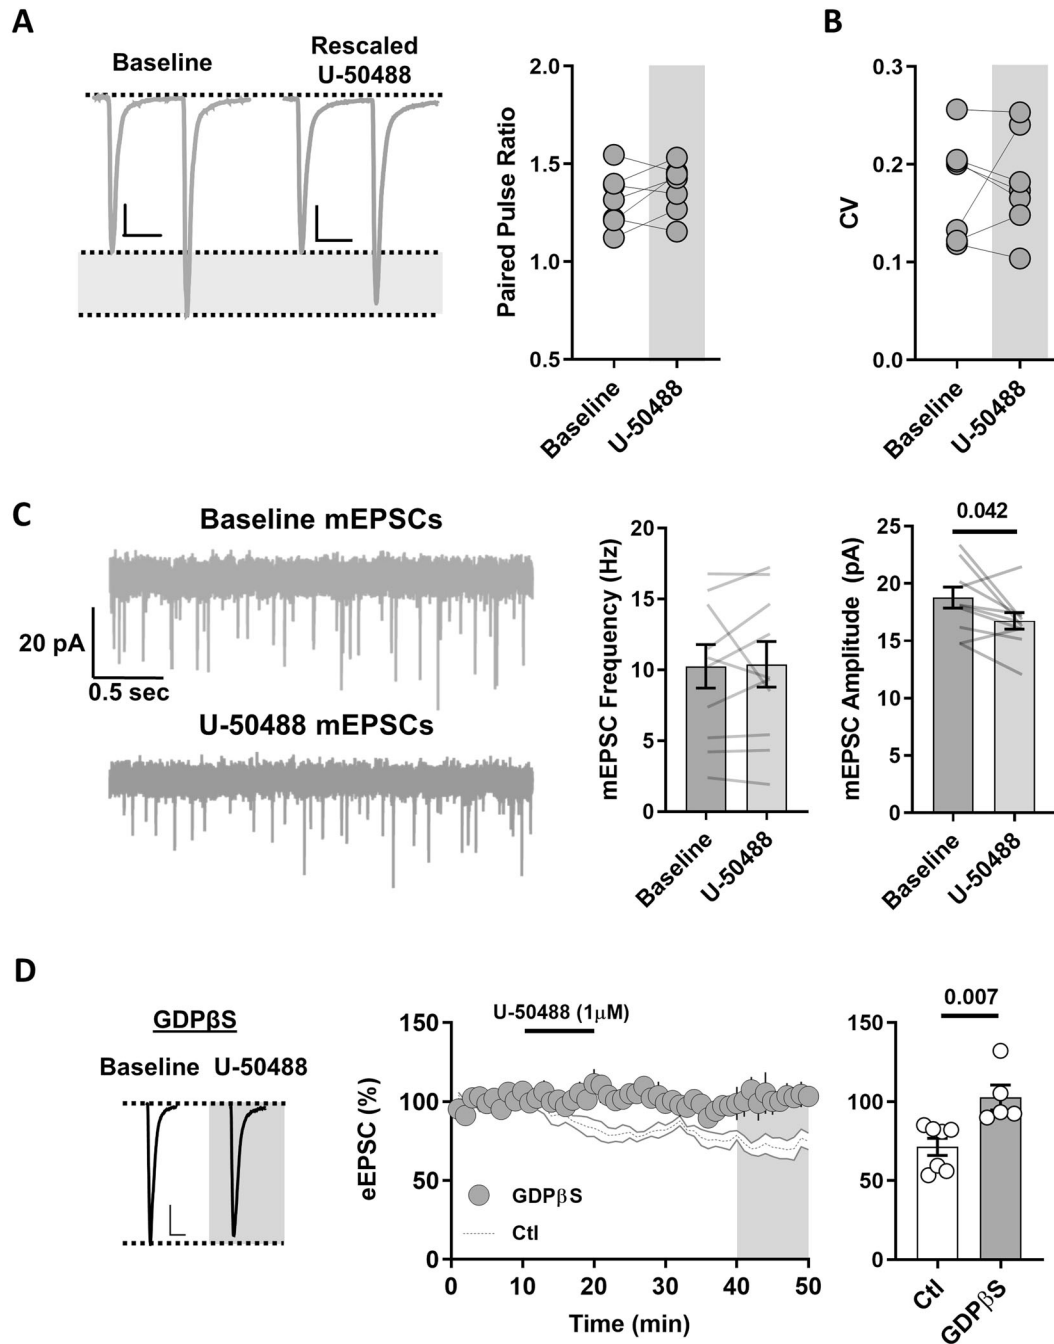 A
Baseline
Rescaled
U-50488
Paired Pulse Ratio
2.0
1.5
1.0
0.5
Baseline
U-50488
B
CV
0.3
0.2
0.1
0.0
Baseline
U-50488
C
Baseline mEPSCs
20 pA
0.5 sec
U-50488 mEPSCs
mEPSC Frequency (Hz)
20
15
10
5
0
Baseline
U-50488
mEPSC Amplitude (pA)
0.042
25
20
15
10
5
0
Baseline
U-50488
D
GDPβS
Baseline U-50488
eEPSC (%)
U-50488 (1μM)
150
100
50
0
GDPβS
Ctl
0 10 20 30 40 50
Time (min)
0.007
150
100
50
0
Ctl
GDPβS